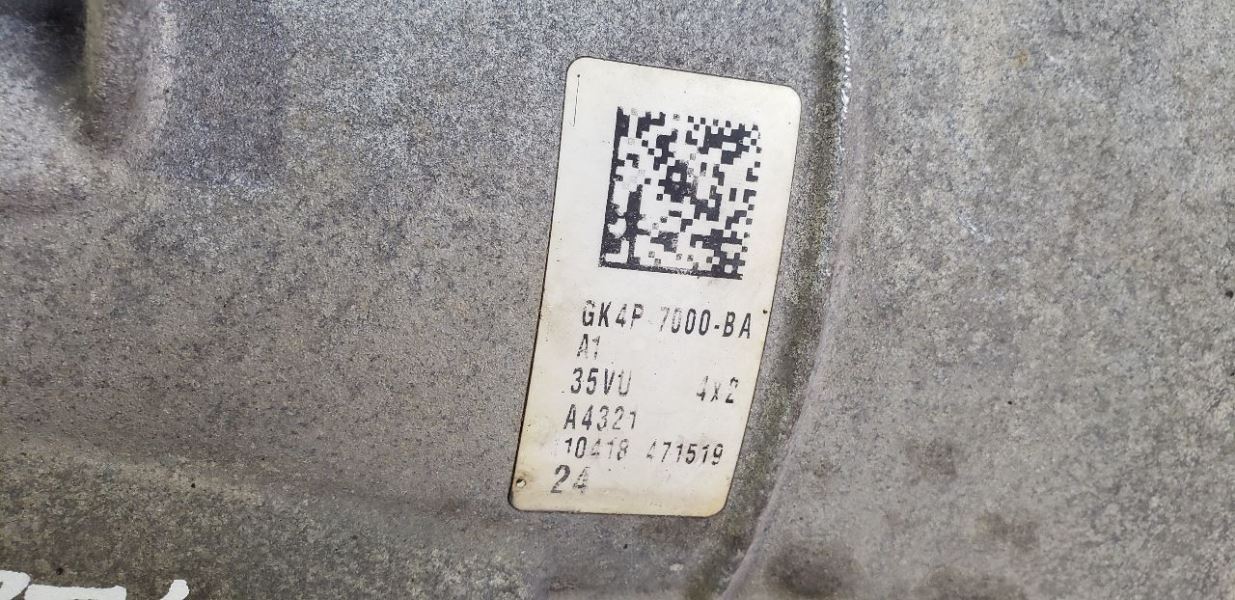 GK4P-7000-BA
A1
35VU 4x2
A4321
10418 471519
24